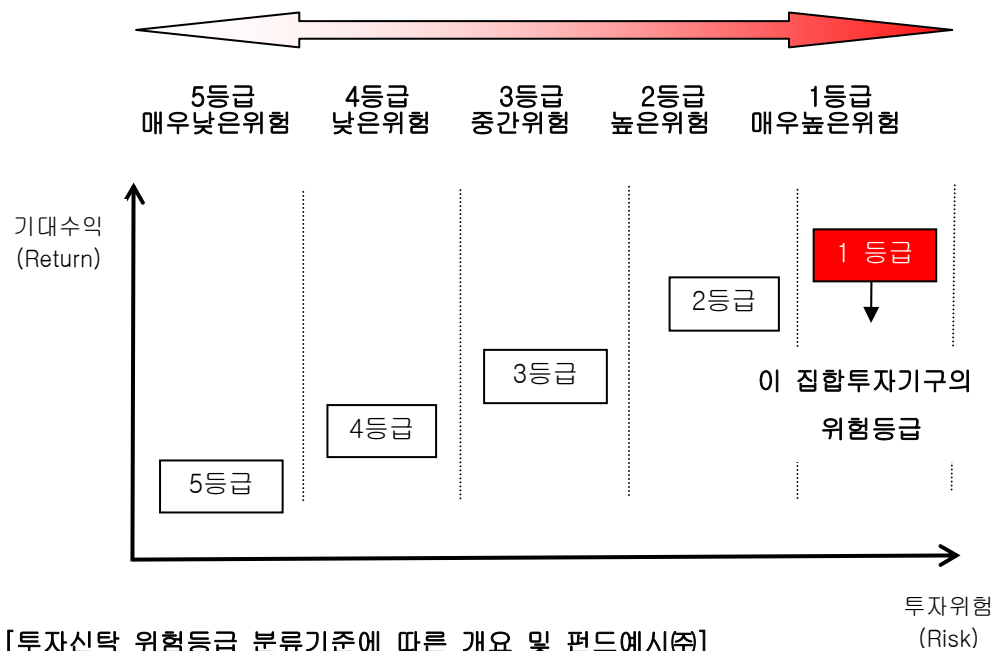 5등급 4등급 3등급 2등급 1등급
매우낮은위험 낮은위험 중간위험 높은위험 매우높은위험
기대수익
(Return)
1 등급
2등급
3등급
이 집합투자기구의
위험등급
4등급
5등급
투자위험
(Risk)
[투자신탁 위험등급 분류기준에 따른 개요 및 펀드예시㈜]